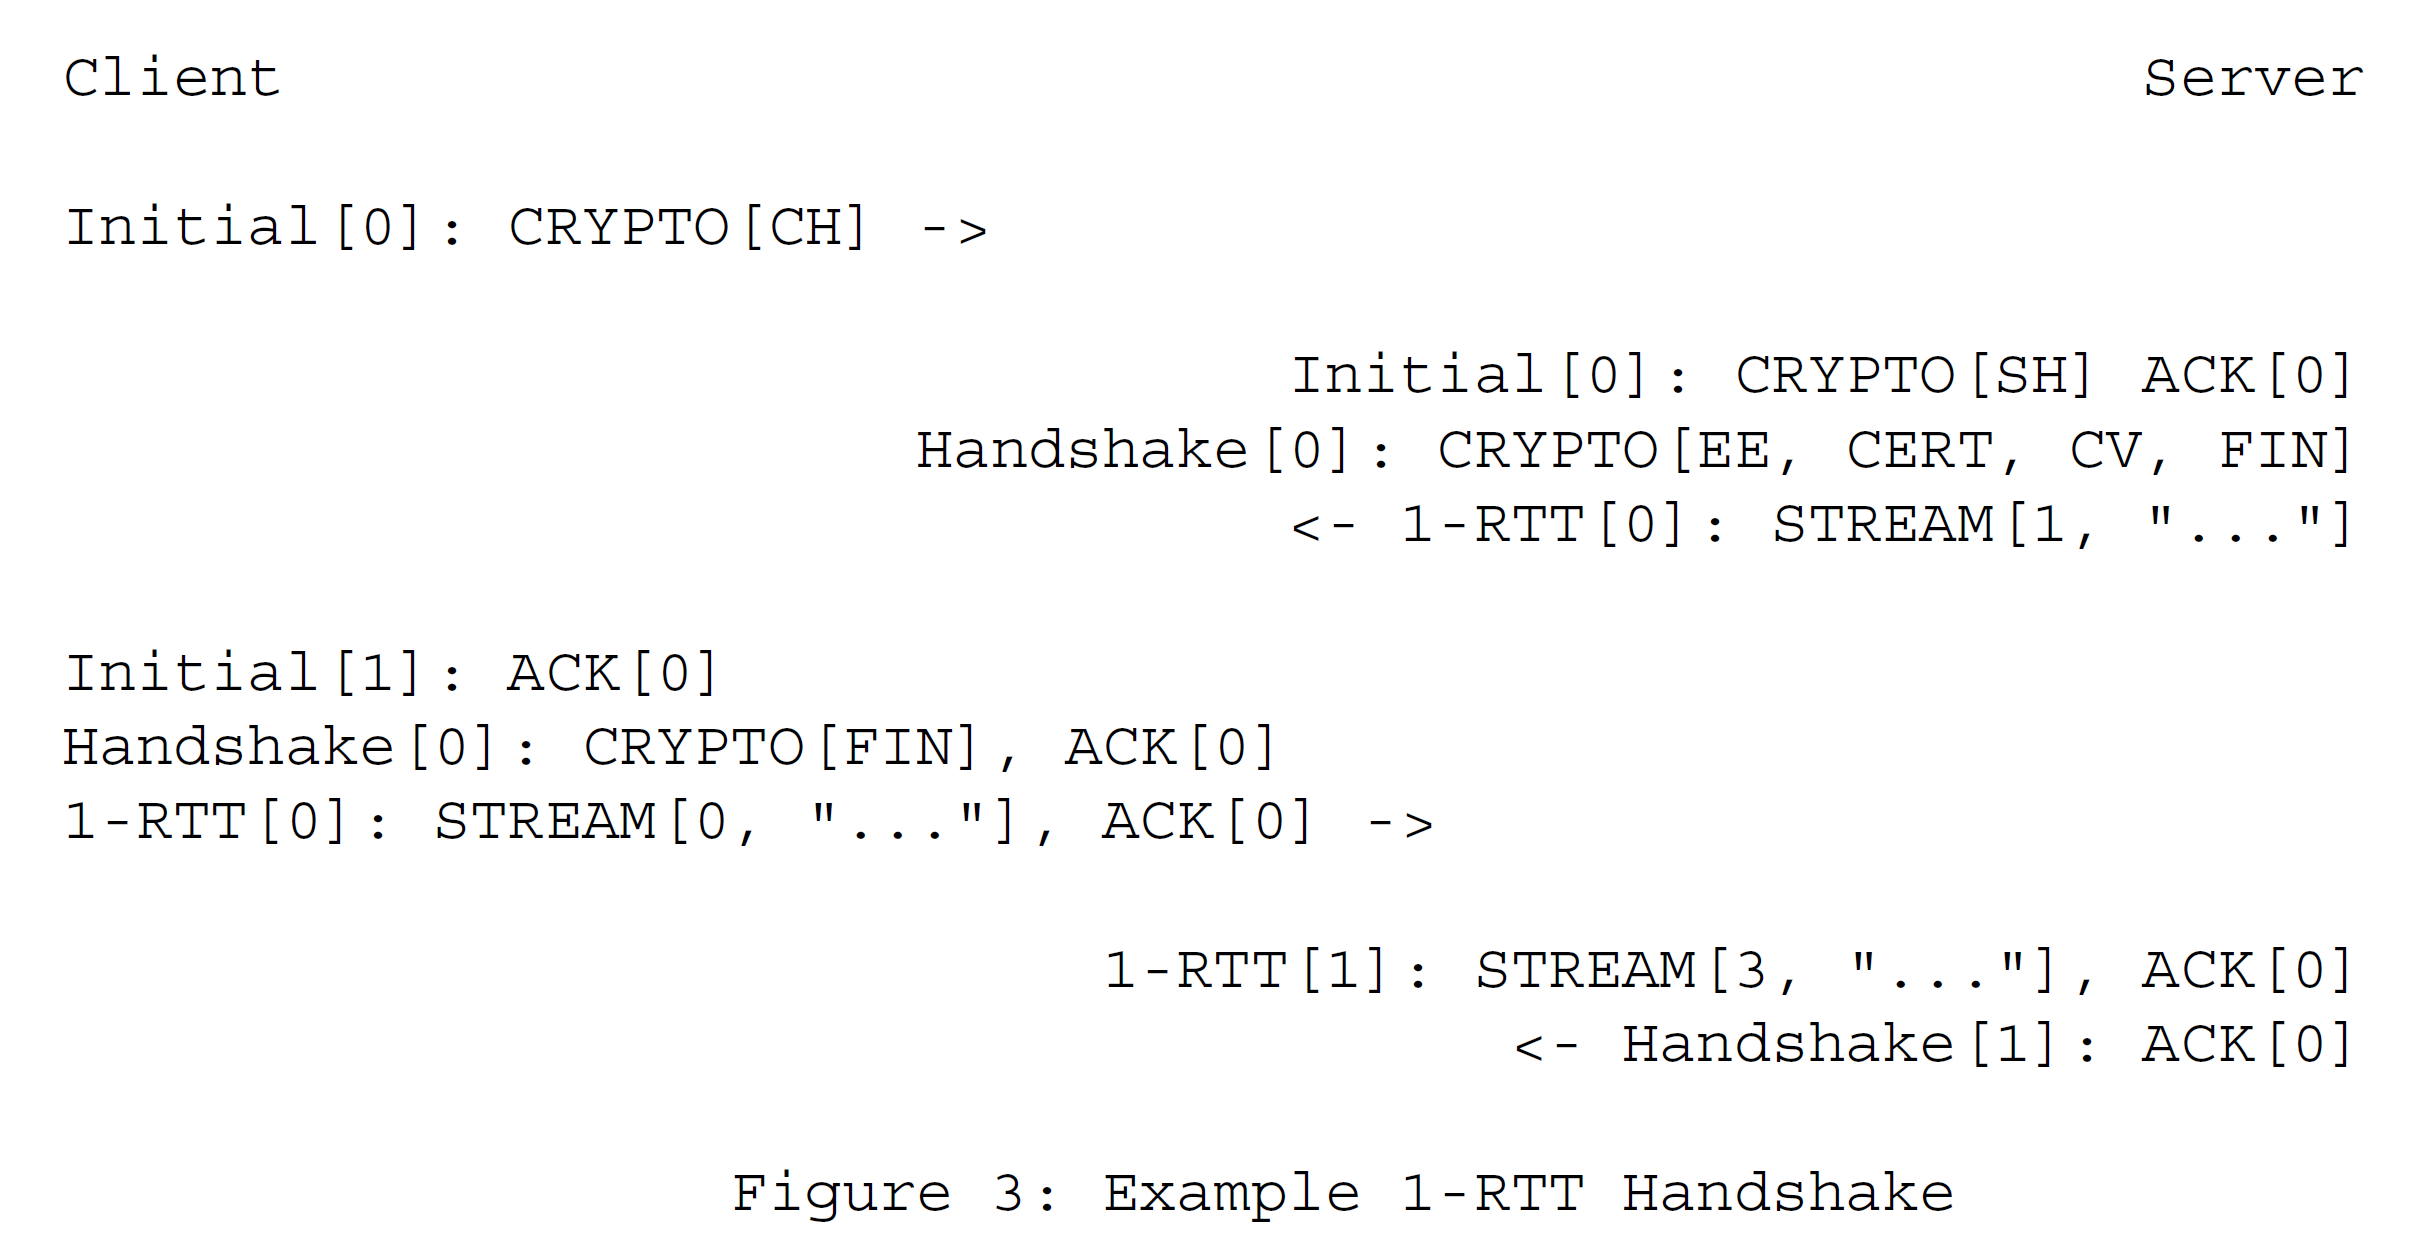 Client Server
Initial[0]: CRYPTO[CH] ->
Initial[0]: CRYPTO[SH] ACK[0]
Handshake[0]: CRYPTO[EE, CERT, CV, FIN]
<- 1-RTT[0]: STREAM[1, "..."]
Initial[1]: ACK[0]
Handshake[0]: CRYPTO[FIN], ACK[0]
1-RTT[0]: STREAM[0, "..."], ACK[0] ->
1-RTT[1]: STREAM[3, "..."], ACK[0]
<- Handshake[1]: ACK[0]
Figure 3: Example 1-RTT Handshake